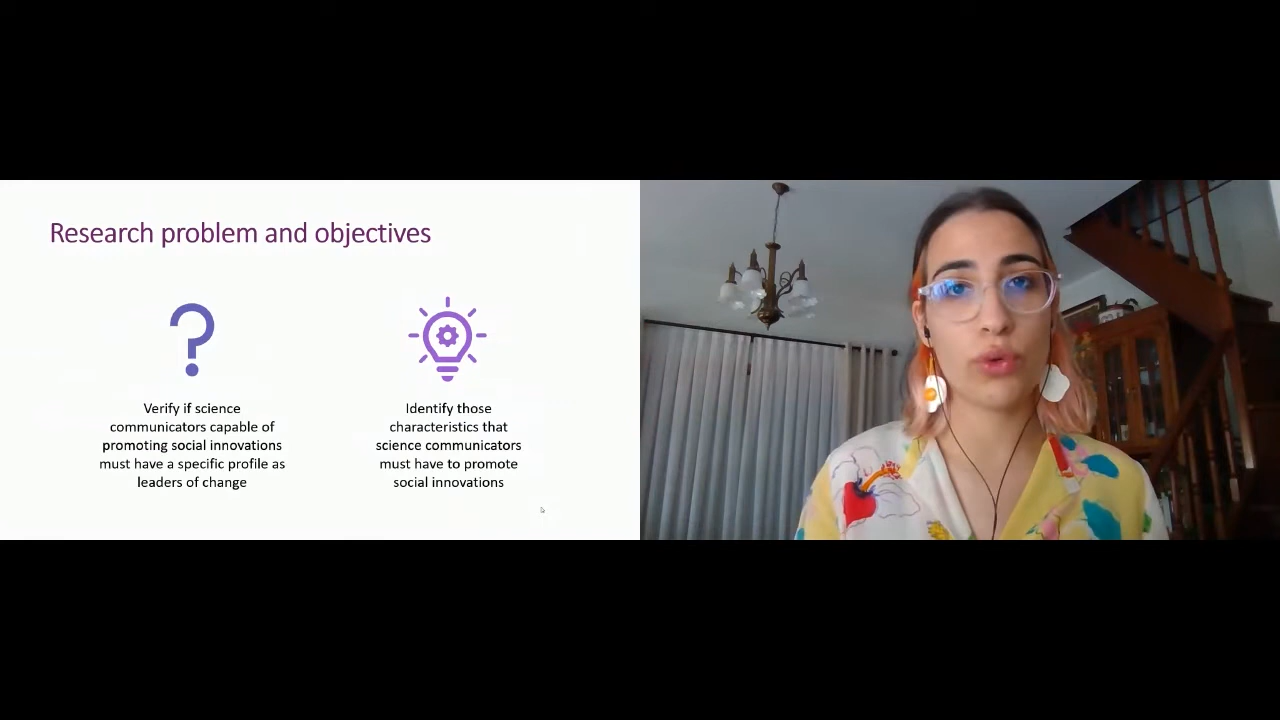 Research problem and objectives
Verify if science
communicators capable of
promoting social innovations
must have a specific profile as
leaders of change
Identify those
characteristics that
science communicators
must have to promote
social innovations